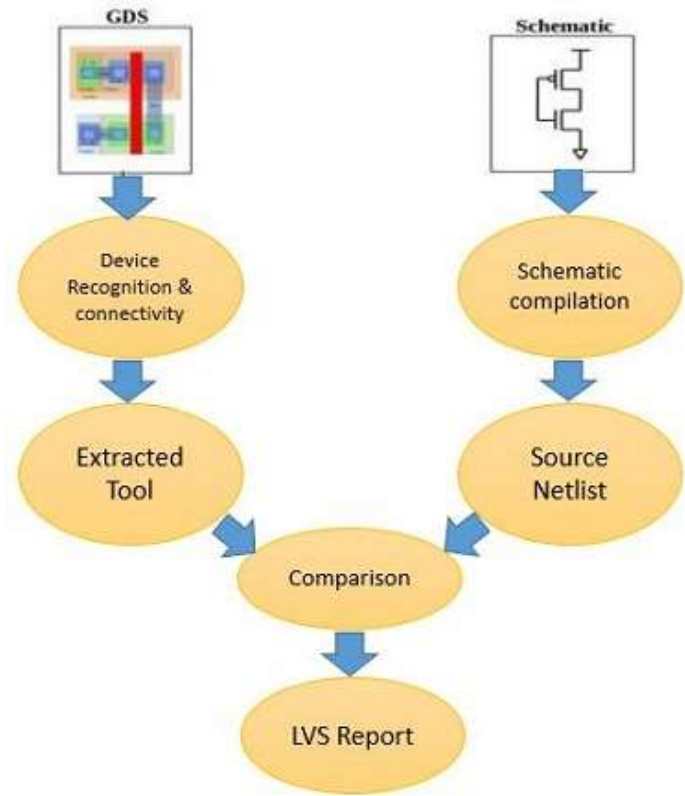 GDS
Schematic
Device
Recognition &
connectivity
Schematic
compilation
Extracted
Tool
Source
Netlist
Comparison
LVS Report